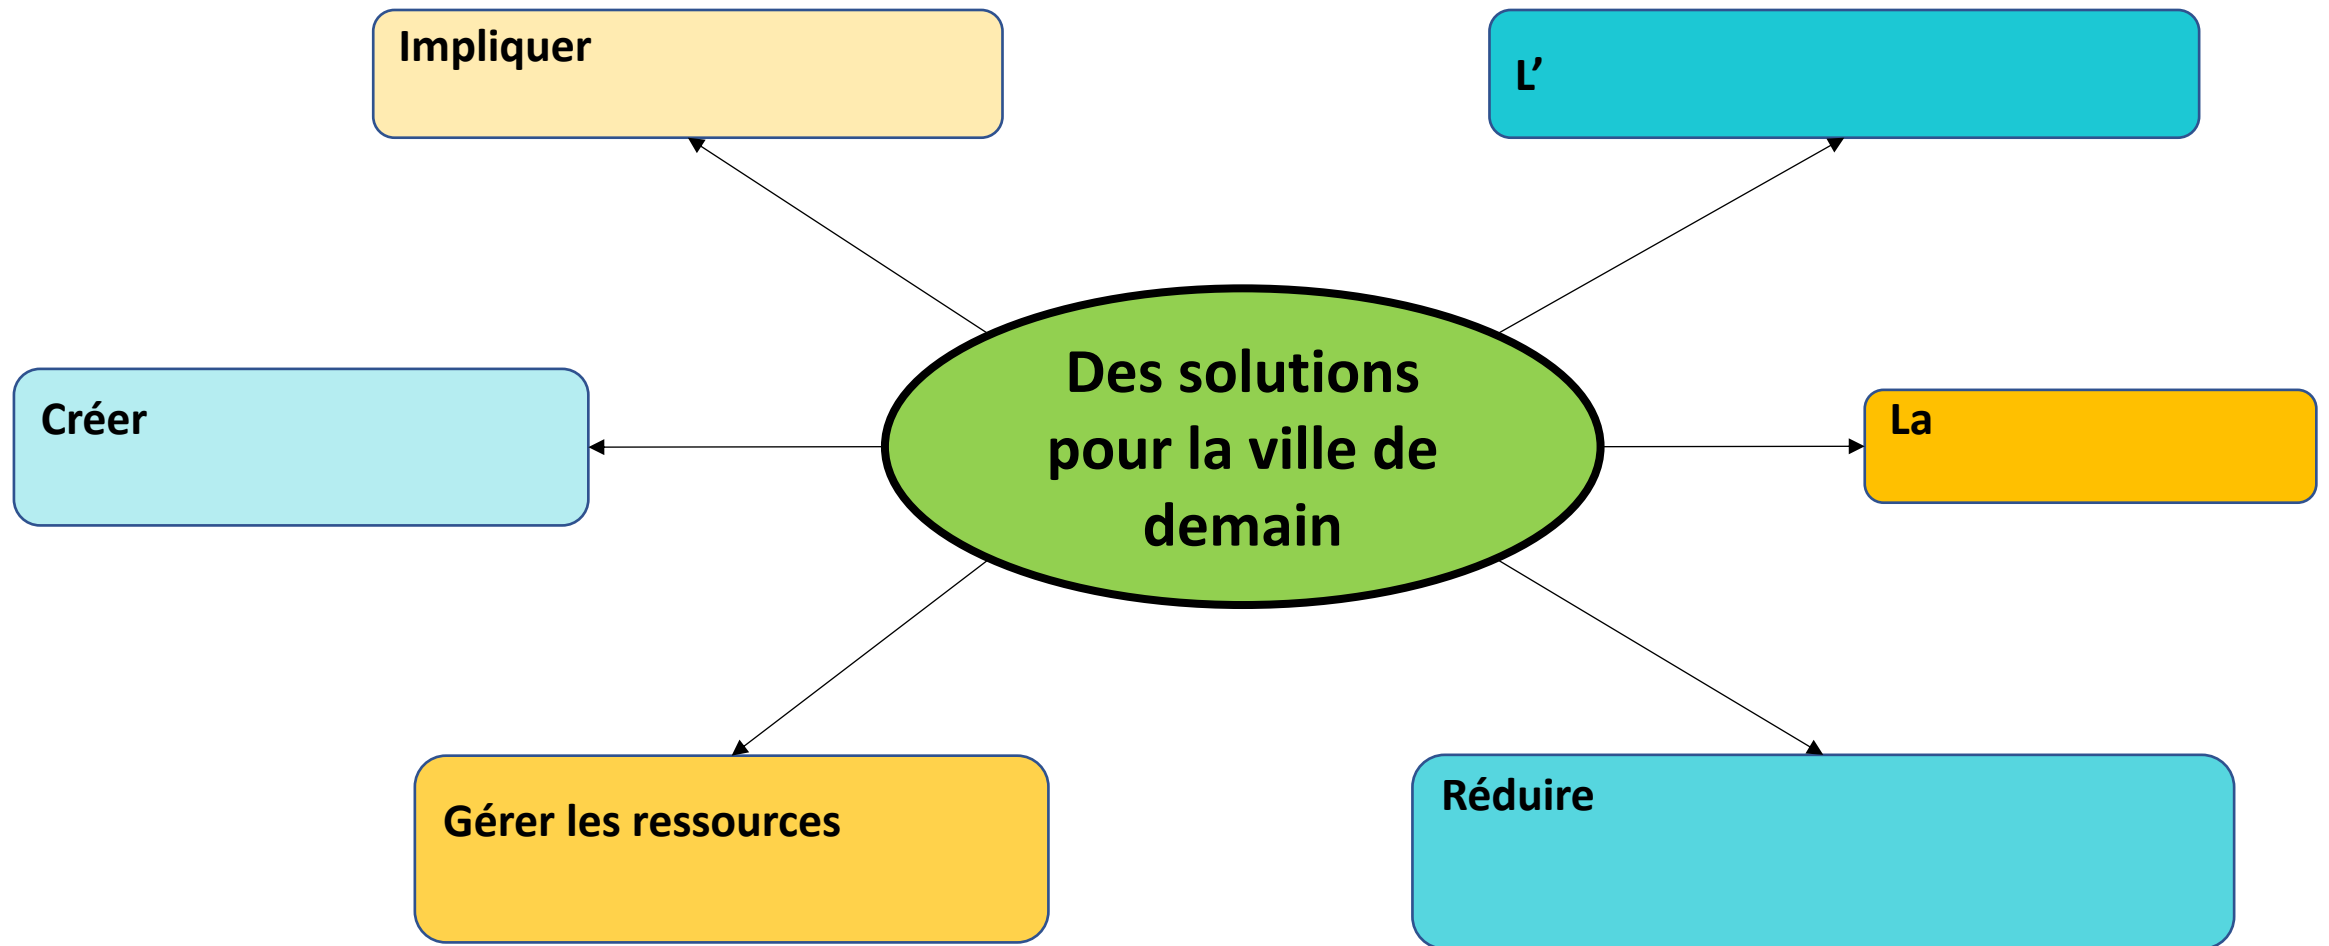 Impliquer
L’
Des solutions
pour la ville de
demain
Créer
La
Gérer les ressources
Réduire